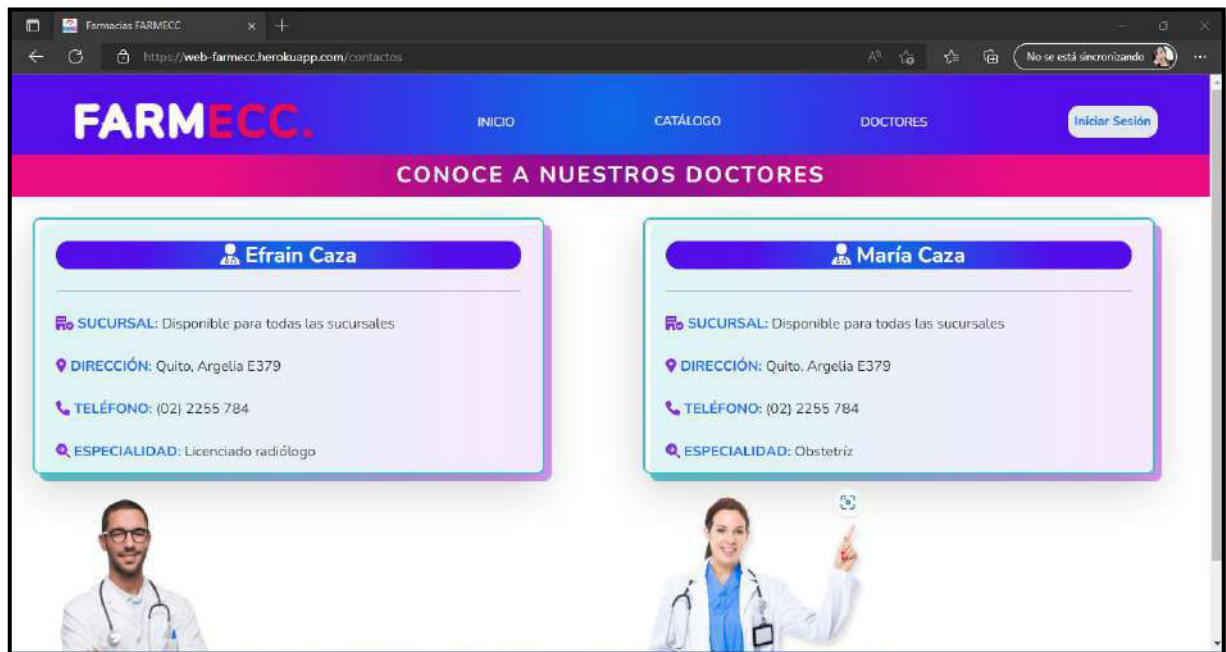 Farmacias FARMECC
https://web-farmecc.herokuapp.com/contactos
No se está sincronizando
FARMECC.
INICIO
CATÁLOGO
DOCTORES
Iniciar Sesión
CONOCE A NUESTROS DOCTORES
Efrain Caza
SUCURSAL: Disponible para todas las sucursales
DIRECCIÓN: Quito, Argelia E379
TELÉFONO: (02) 2255 784
ESPECIALIDAD: Licenciado radiólogo
María Caza
SUCURSAL: Disponible para todas las sucursales
DIRECCIÓN: Quito, Argelia E379
TELÉFONO: (02) 2255 784
ESPECIALIDAD: Obstetríz